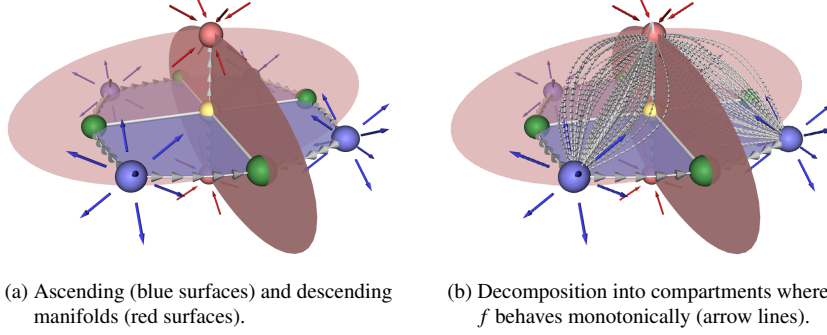 (a) Ascending (blue surfaces) and descending
manifolds (red surfaces).
(b) Decomposition into compartments where
f behaves monotonically (arrow lines).